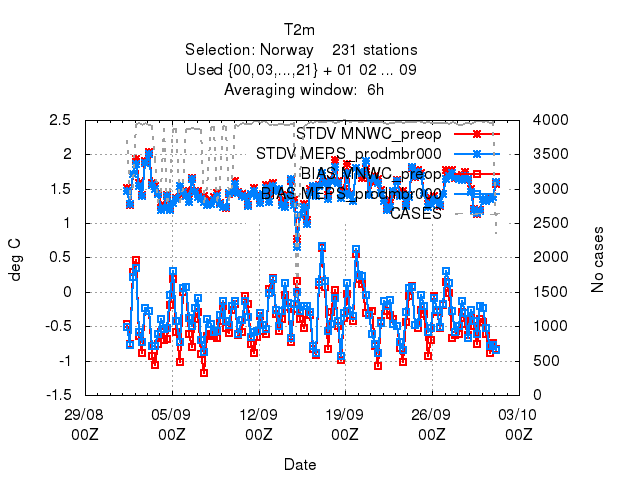 T2m
Selection: Norway    231 stations
Used {00,03,...,21} + 01 02 ... 09
Averaging window:  6h
deg C
2.5
2
1.5
1
0.5
0
-0.5
-1
-1.5
STDV MNWC_preop
STDV MEPS_prodmbr000
BIAS MNWC_preop
BIAS MEPS_prodmbr000
CASES
4000
3500
3000
2500
2000
1500
1000
500
0
No cases
29/08 05/09 12/09 19/09 26/09 03/10
00Z 00Z 00Z 00Z 00Z 00Z
Date